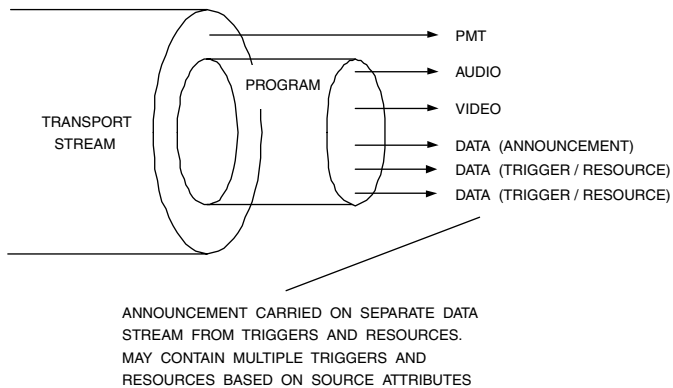 PMT
PROGRAM
AUDIO
VIDEO
TRANSPORT
STREAM
DATA (ANNOUNCEMENT)
DATA (TRIGGER / RESOURCE)
DATA (TRIGGER / RESOURCE)
ANNOUNCEMENT CARRIED ON SEPARATE DATA
STREAM FROM TRIGGERS AND RESOURCES.
MAY CONTAIN MULTIPLE TRIGGERS AND
RESOURCES BASED ON SOURCE ATTRIBUTES